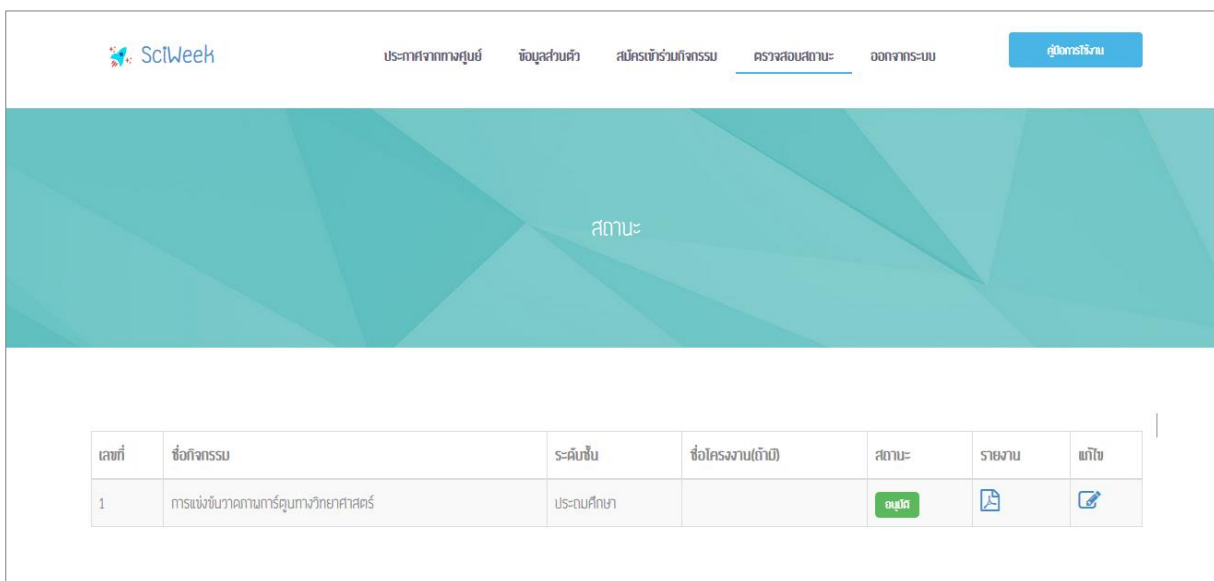 SciWeek ประกาศจากทางศูนย์ ข้อมูลส่วนตัว สมัครเข้าร่วมกิจกรรม ตรวจสอบสถานะ ออกจากระบบ คู่มือการใช้งาน
สถานะ
เลขที่ ชื่อกิจกรรม ระดับชั้น ชื่อโครงงาน(ถ้ามี) สถานะ รายงาน แก้ไข
1 การแข่งขันวาดภาพการ์ตูนทางวิทยาศาสตร์ ประถมศึกษา อนุมัติ